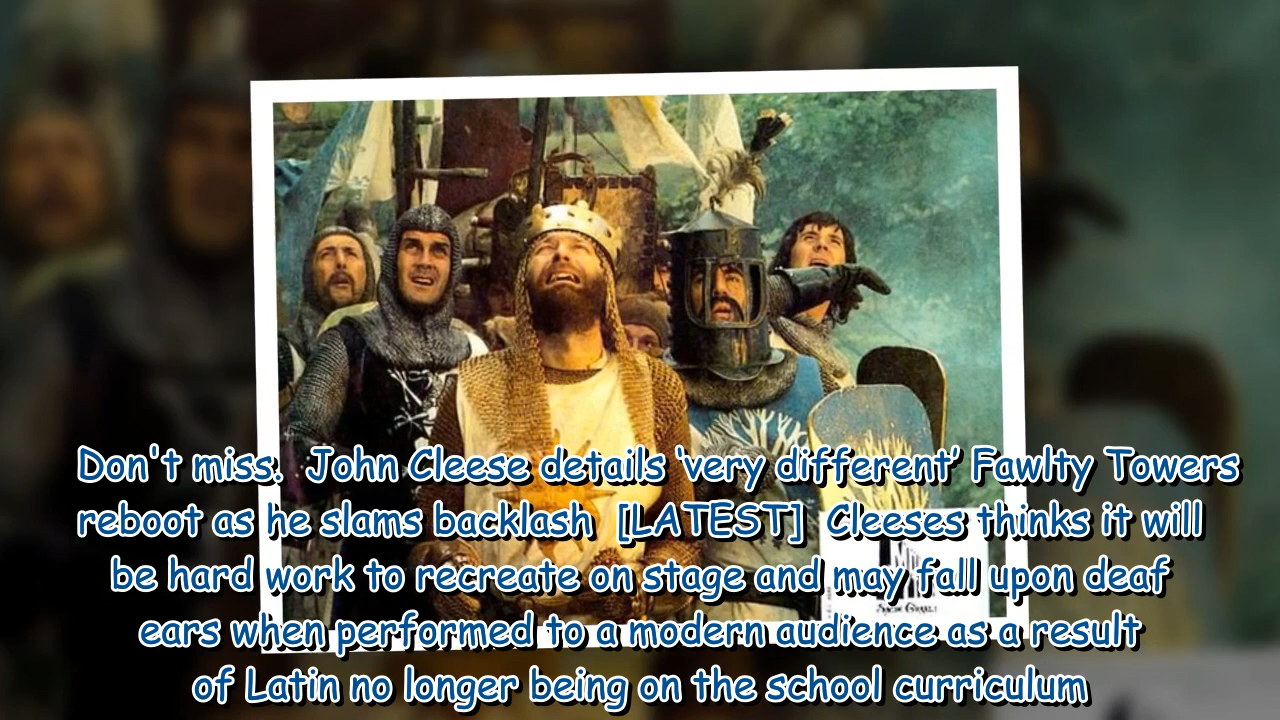 Don't miss.  John Cleese details ‘very different’ Fawlty Towers
reboot as he slams backlash  [LATEST]  Cleeses thinks it will
be hard work to recreate on stage and may fall upon deaf
ears when performed to a modern audience as a result
of Latin no longer being on the school curriculum